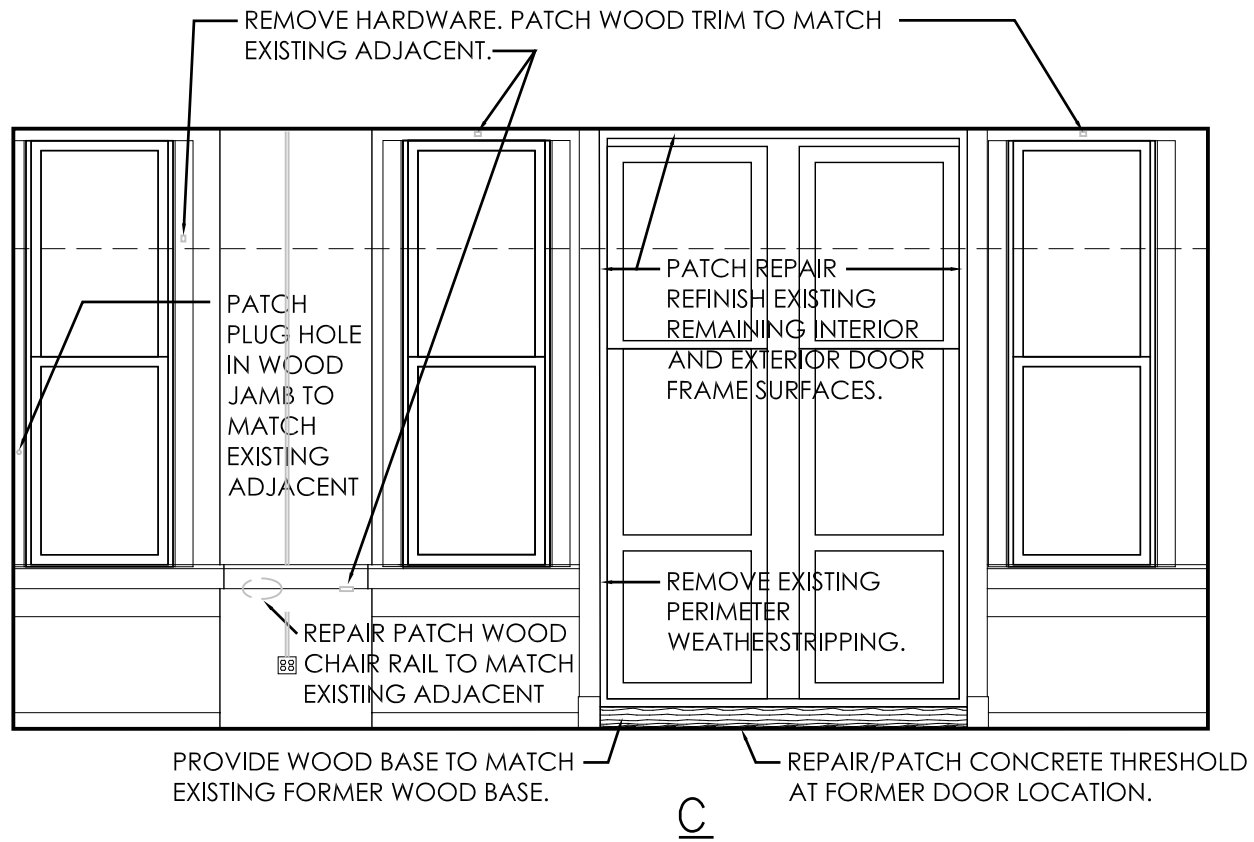 REMOVE HARDWARE. PATCH WOOD TRIM TO MATCH
EXISTING ADJACENT.
PATCH
PLUG HOLE
IN WOOD
JAMB TO
MATCH
EXISTING
ADJACENT
PATCH REPAIR
REFINISH EXISTING
REMAINING INTERIOR
AND EXTERIOR DOOR
FRAME SURFACES.
REMOVE EXISTING
PERIMETER
WEATHERSTRIPPING.
REPAIR PATCH WOOD
CHAIR RAIL TO MATCH
EXISTING ADJACENT
PROVIDE WOOD BASE TO MATCH
EXISTING FORMER WOOD BASE.
REPAIR/PATCH CONCRETE THRESHOLD
AT FORMER DOOR LOCATION.
C